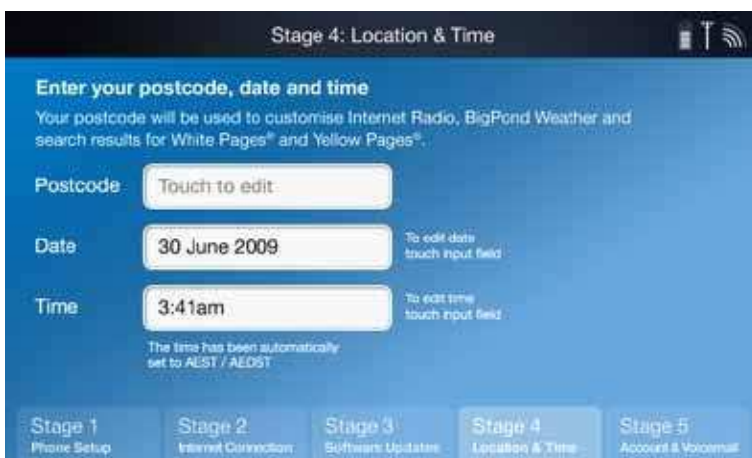 Stage 4: Location & Time
Enter your postcode, date and time
Your postcode will be used to customise Internet Radio, BigPond Weather and
search results for White Pages® and Yellow Pages®.
Postcode
Touch to edit
Date
30 June 2009
To edit date
touch input field
Time
3:41am
To edit time
touch input field
The time has been automatically
set to AEST / AEDST
Stage 1
Phone Setup
Stage 2
Internet Connection
Stage 3
Software Updates
Stage 4
Location & Time
Stage 5
Account & Voicemail